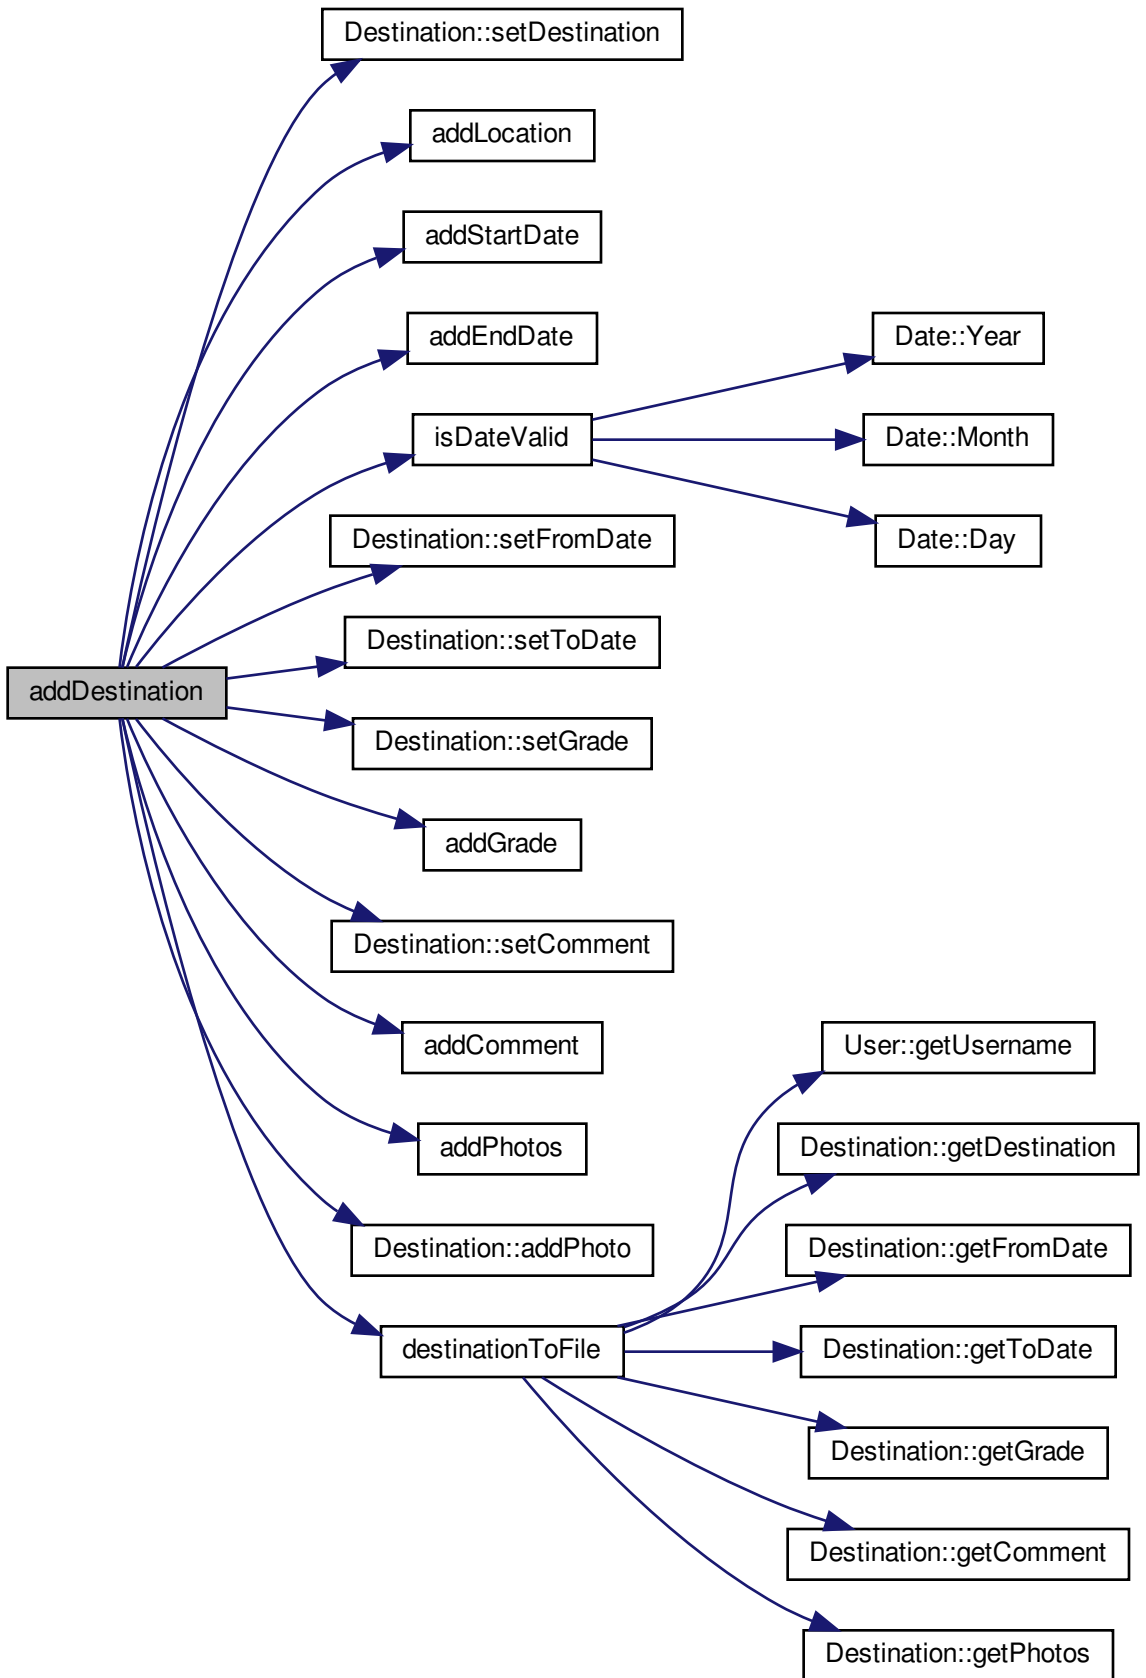 Destination::setDestination
addLocation
addStartDate
addEndDate
Date::Year
isDateValid
Date::Month
Destination::setFromDate
Date::Day
Destination::setToDate
addDestination
Destination::setGrade
addGrade
Destination::setComment
addComment
User::getUsername
addPhotos
Destination::getDestination
Destination::addPhoto
Destination::getFromDate
destinationToFile
Destination::getToDate
Destination::getGrade
Destination::getComment
Destination::getPhotos